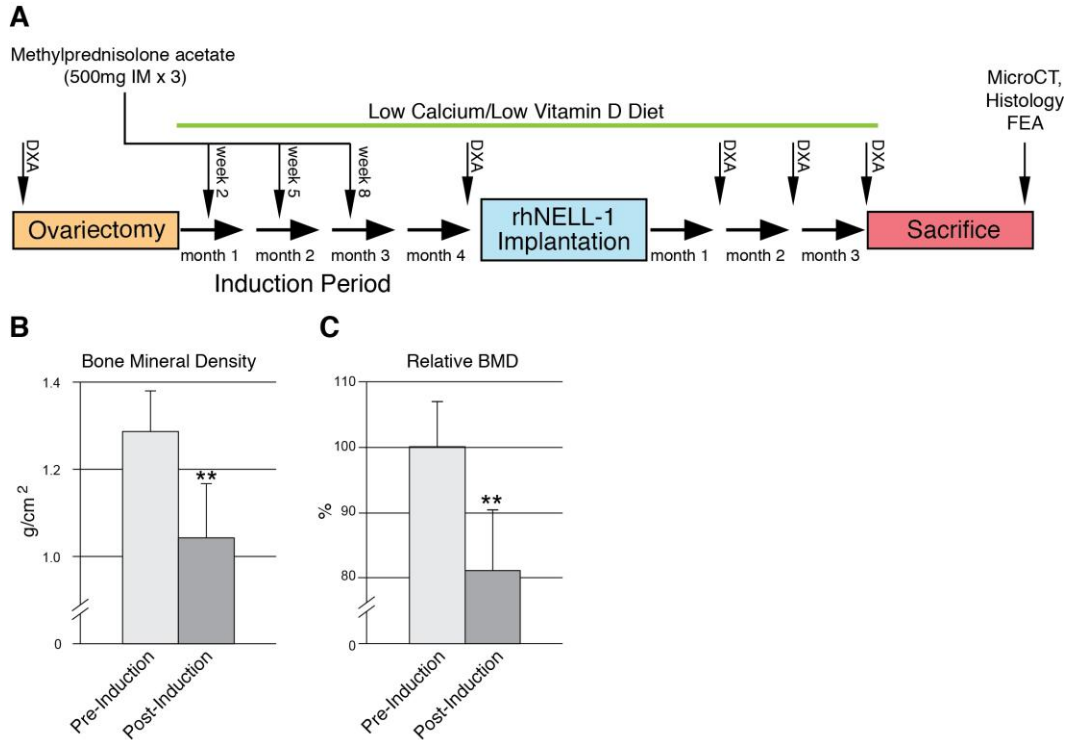 A
Methylprednisolone acetate
(500mg IM x 3)
Low Calcium/Low Vitamin D Diet
MicroCT,
Histology
FEA
DXA
week 2
week 5
week 8
DXA
DXA
DXA
DXA
Ovariectomy
rhNELL-1
Implantation
Sacrifice
month 1
month 2
month 3
month 4
month 1
month 2
month 3
Induction Period
B
Bone Mineral Density
1.4
1.2
1.0
0
g/cm 2
**
Pre-Induction
Post-Induction
C
Relative BMD
110
100
90
80
0
%
**
Pre-Induction
Post-Induction